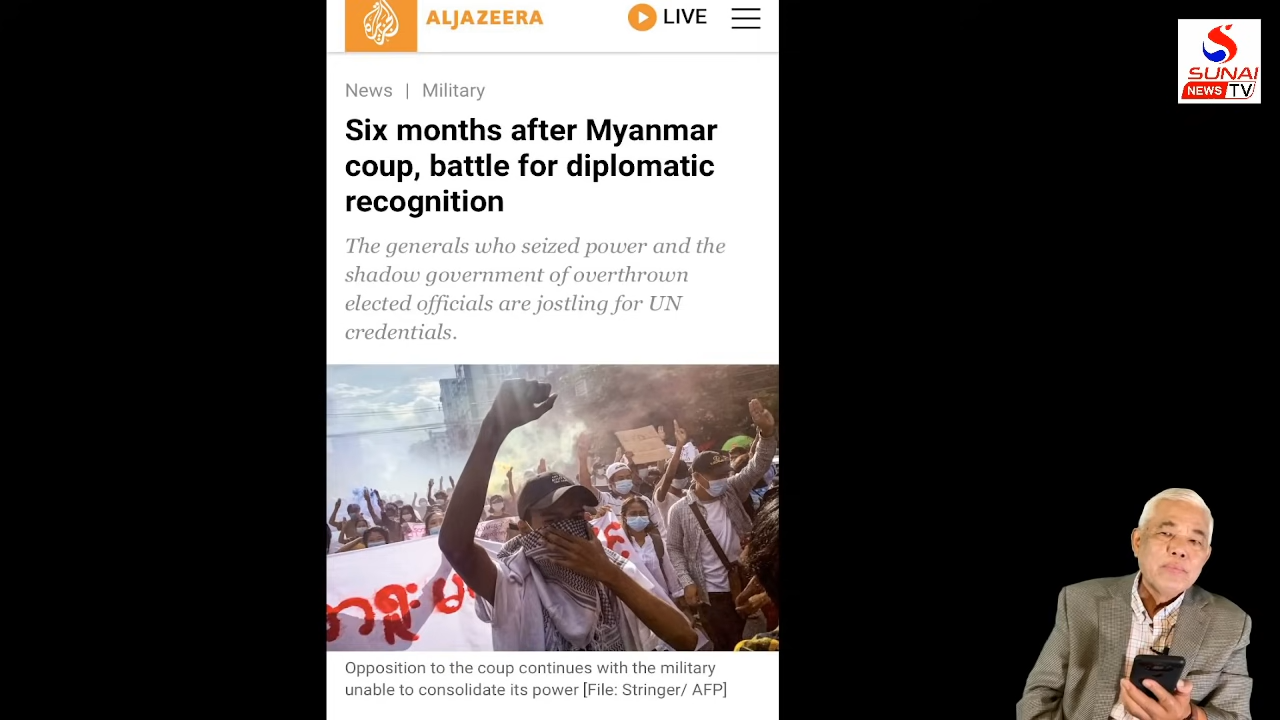 ALJAZEERA
LIVE
SUNAI
NEWS TV
News | Military
Six months after Myanmar
coup, battle for diplomatic
recognition
The generals who seized power and the
shadow government of overthrown
elected officials are jostling for UN
credentials.
Opposition to the coup continues with the military
unable to consolidate its power [File: Stringer/ AFP]